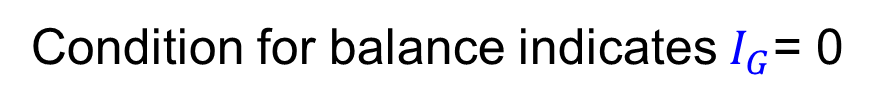 Condition for balance indicates I_G = 0